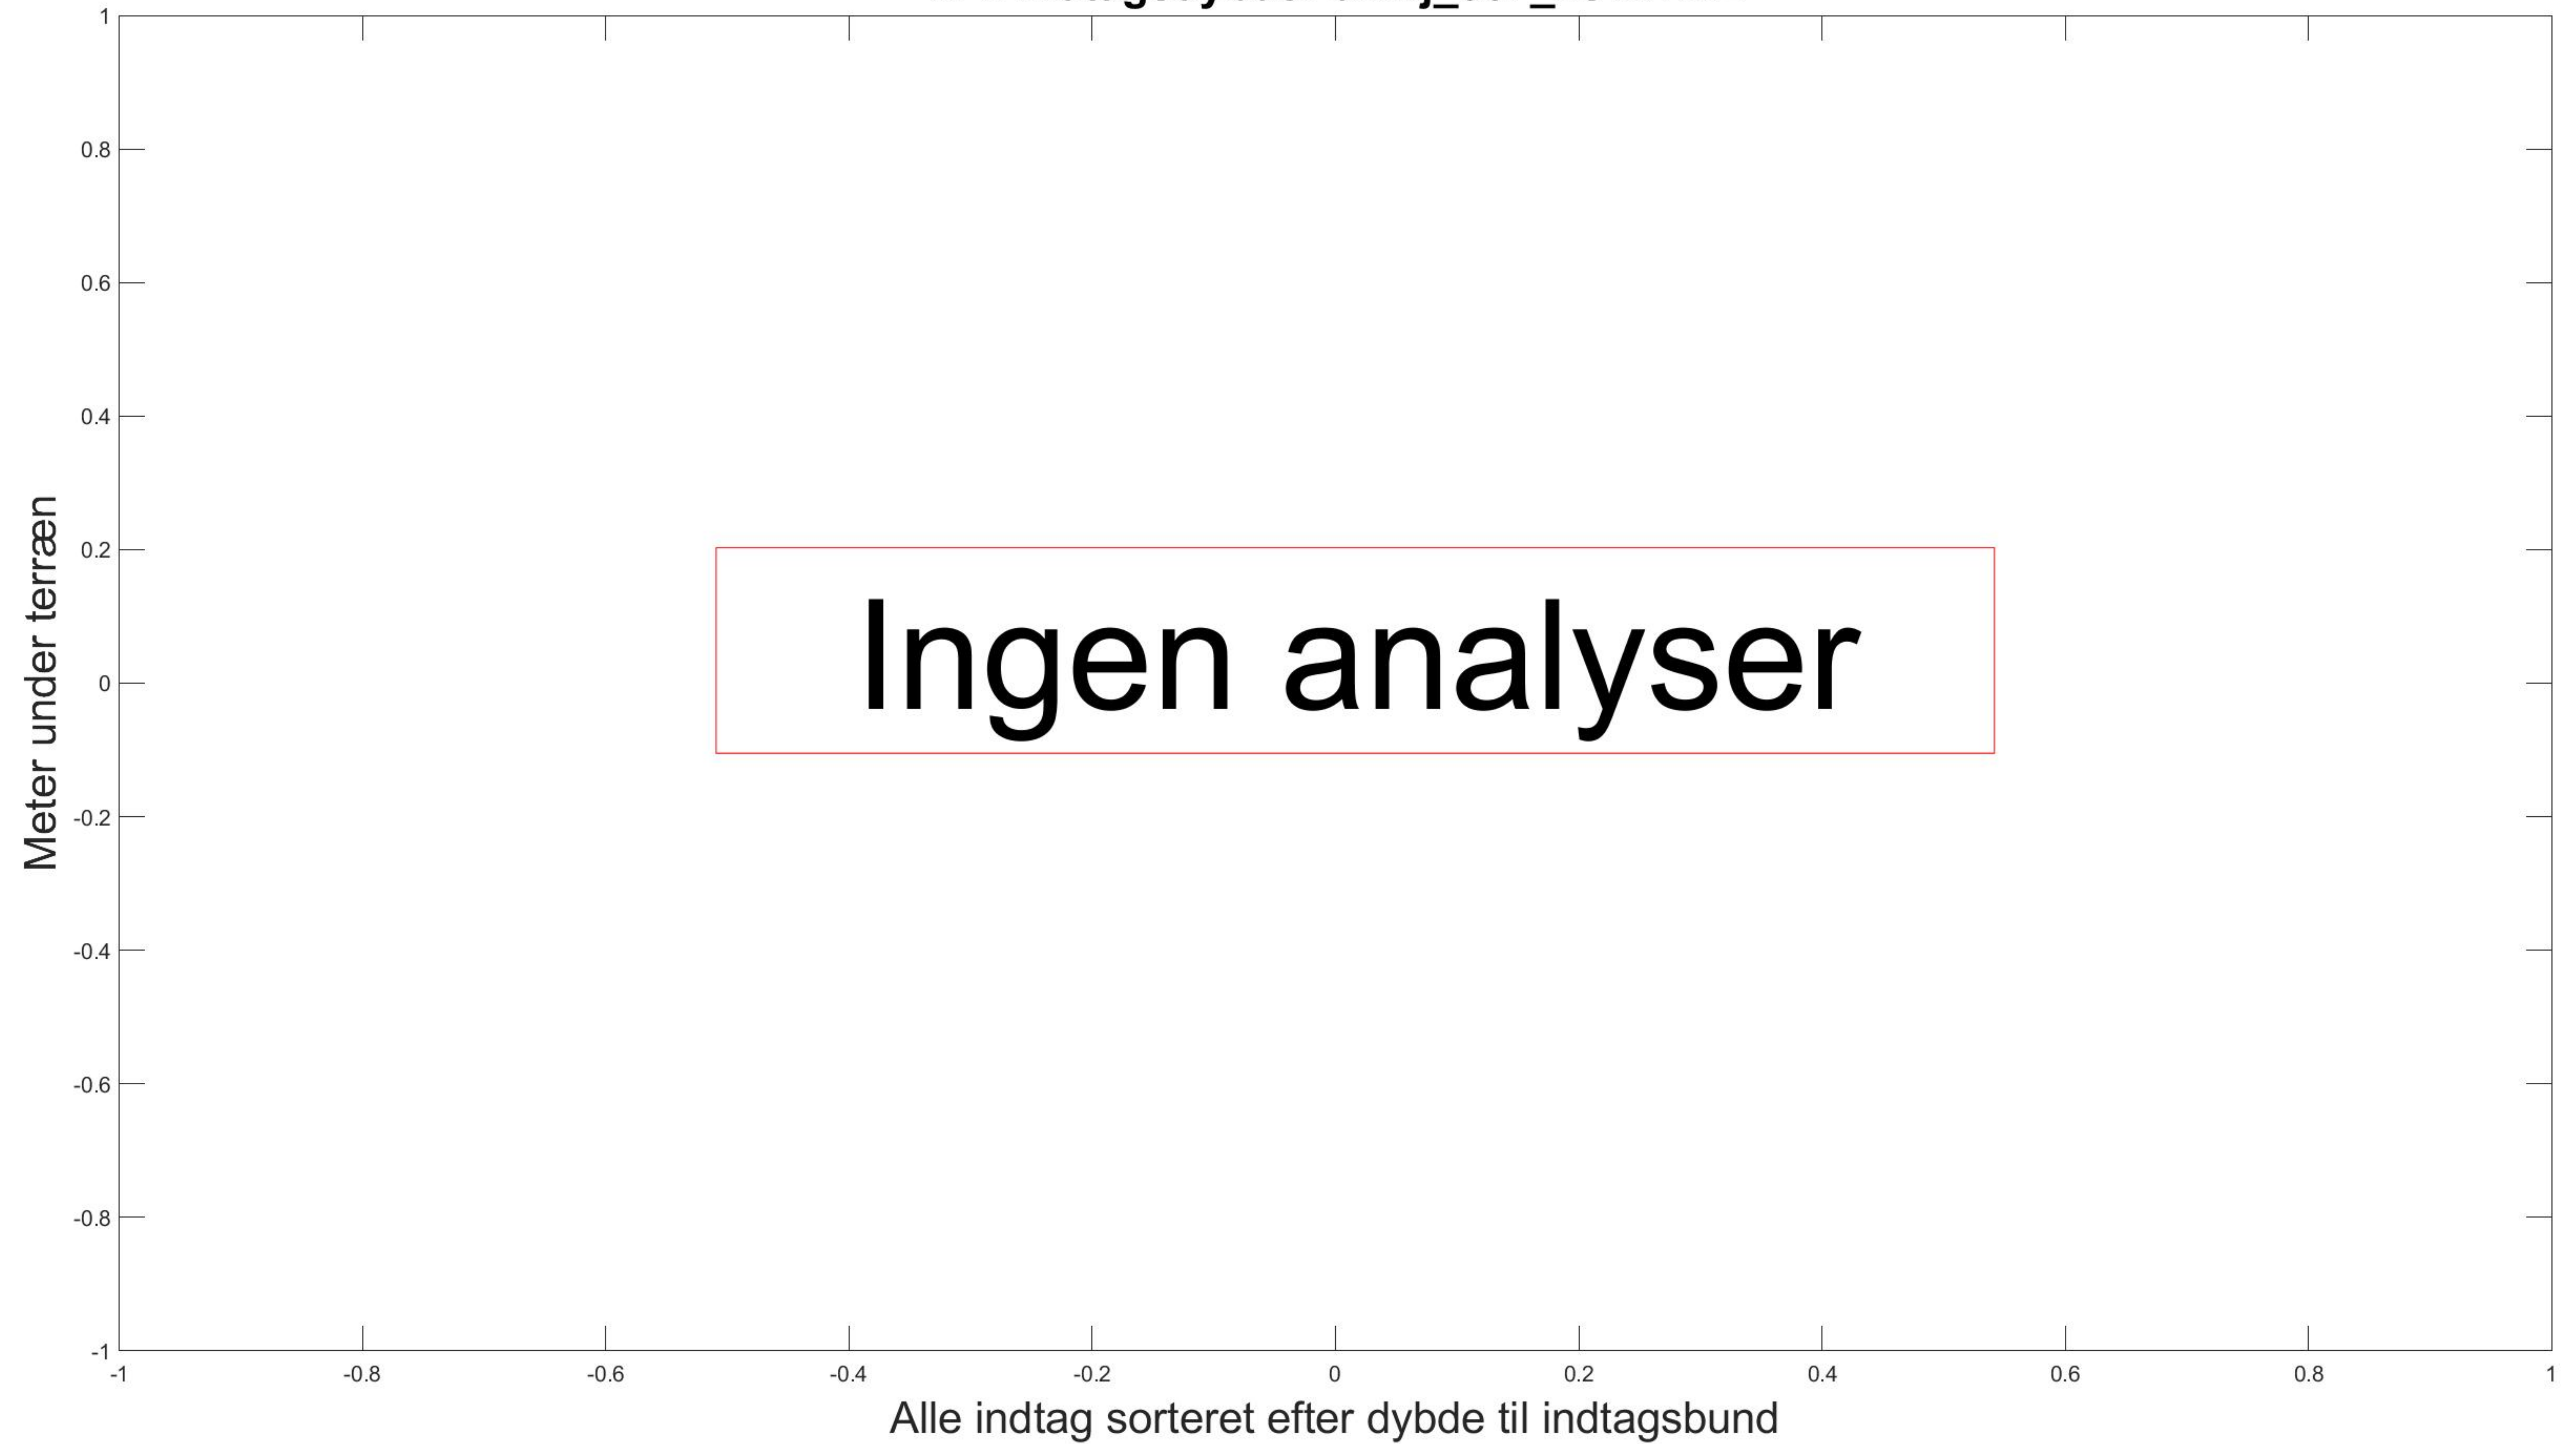 1
0.8
0.6
0.4
0.2
0
-0.2
-0.4
-0.6
-0.8
-1
Meter under terræn
Ingen analyser
-1 -0.8 -0.6 -0.4 -0.2 0 0.2 0.4 0.6 0.8 1
Alle indtag sorteret efter dybde til indtagsbund